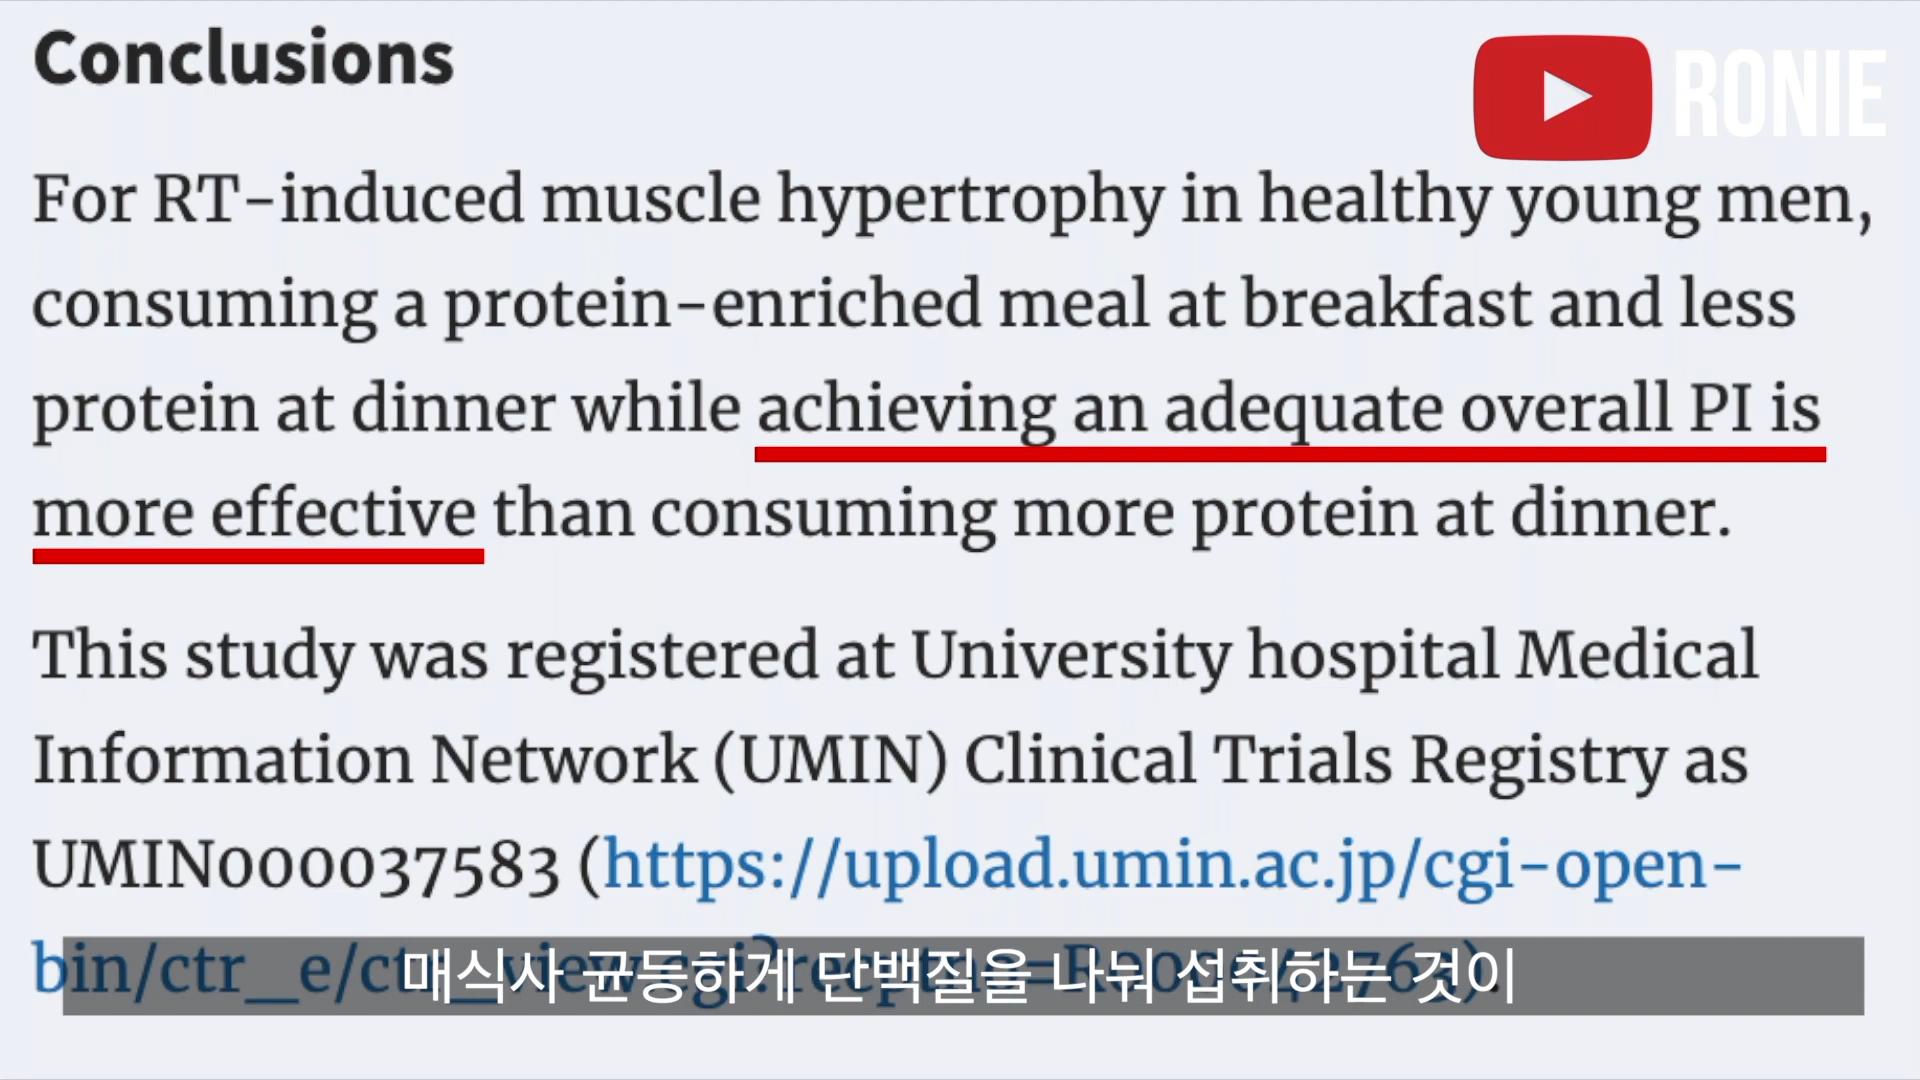 Conclusions
RONIE
For RT-induced muscle hypertrophy in healthy young men,
consuming a protein-enriched meal at breakfast and less
protein at dinner while achieving an adequate overall PI is
more effective than consuming more protein at dinner.
This study was registered at University hospital Medical
Information Network (UMIN) Clinical Trials Registry as
UMIN000037583 (https://upload.umin.ac.jp/cgi-open-
bin/ctr_e/ctr_view.cgi?
매식사 균등하게 단백질을 나눠 섭취하는 것이